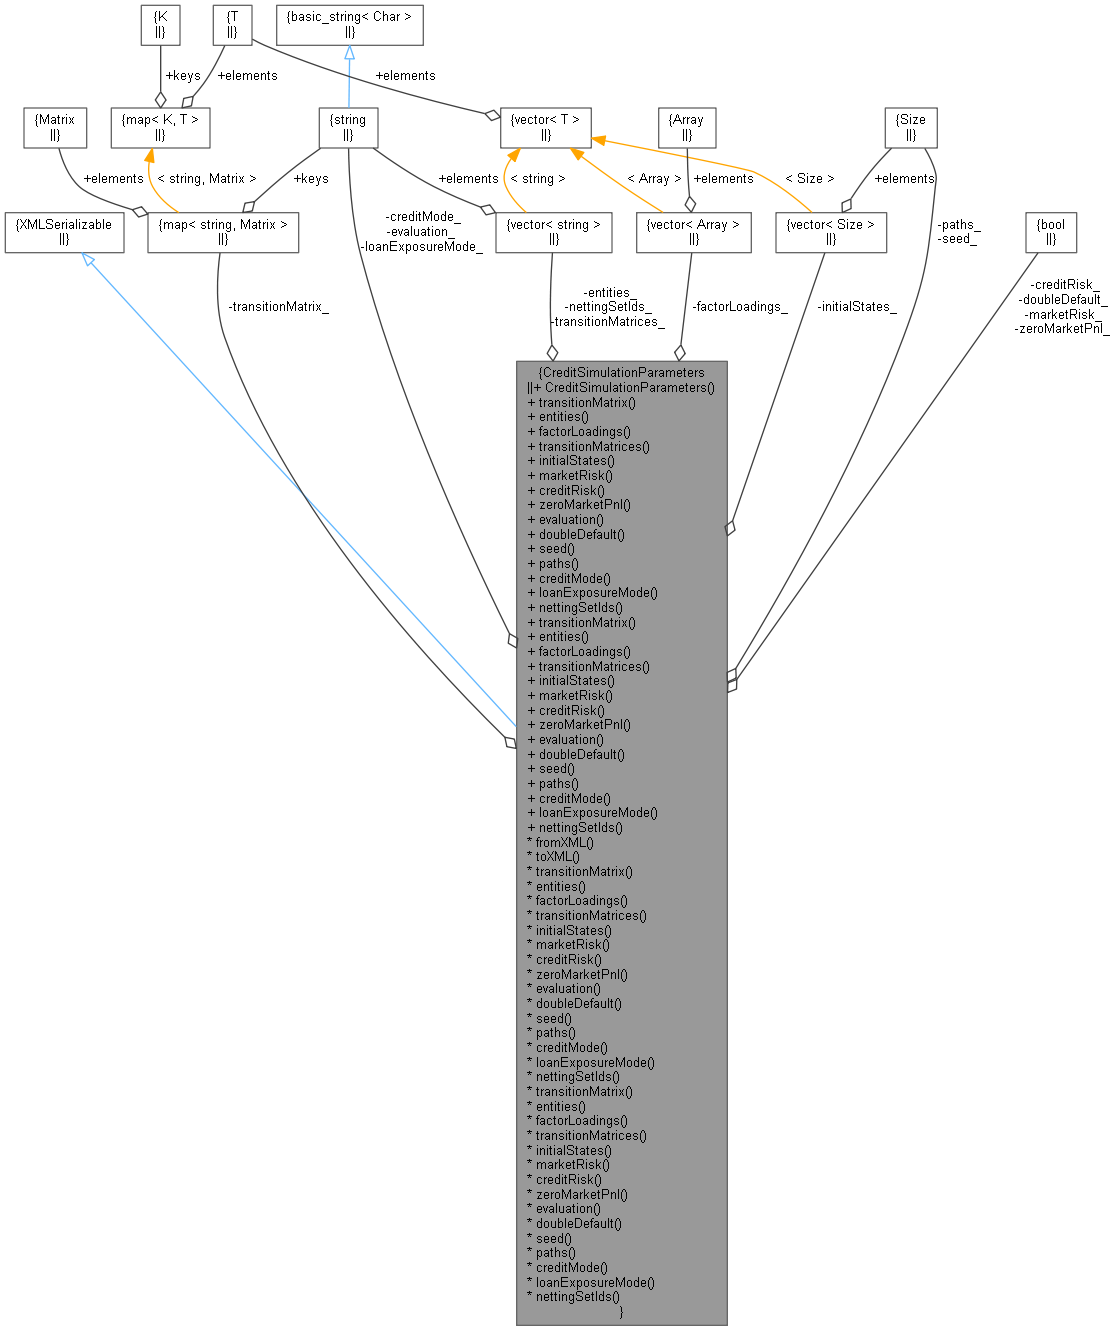 {K
||}
{T
||}
{basic_string< Char >
||}
+keys
+elements
+elements
{Matrix
||}
{map< K, T >
||}
{string
||}
{vector< T >
||}
{Array
||}
{Size
||}
+elements
< string, Matrix >
+keys
+elements
< string >
< Array >
+elements
< Size >
+elements
{XMLSerializable
||}
{map< string, Matrix >
||}
-creditMode_
-evaluation_
-loanExposureMode_
{vector< string >
||}
{vector< Array >
||}
{vector< Size >
||}
-paths_
-seed_
{bool
||}
-transitionMatrix_
-entities_
-nettingSetIds_
-transitionMatrices_
-factorLoadings_
-initialStates_
-creditRisk_
-doubleDefault_
-marketRisk_
-zeroMarketPnl_
{CreditSimulationParameters
||+ CreditSimulationParameters()
+ transitionMatrix()
+ entities()
+ factorLoadings()
+ transitionMatrices()
+ initialStates()
+ marketRisk()
+ creditRisk()
+ zeroMarketPnl()
+ evaluation()
+ doubleDefault()
+ seed()
+ paths()
+ creditMode()
+ loanExposureMode()
+ nettingSetIds()
+ transitionMatrix()
+ entities()
+ factorLoadings()
+ transitionMatrices()
+ initialStates()
+ marketRisk()
+ creditRisk()
+ zeroMarketPnl()
+ evaluation()
+ doubleDefault()
+ seed()
+ paths()
+ creditMode()
+ loanExposureMode()
+ nettingSetIds()
* fromXML()
* toXML()
* transitionMatrix()
* entities()
* factorLoadings()
* transitionMatrices()
* initialStates()
* marketRisk()
* creditRisk()
* zeroMarketPnl()
* evaluation()
* doubleDefault()
* seed()
* paths()
* creditMode()
* loanExposureMode()
* nettingSetIds()
* transitionMatrix()
* entities()
* factorLoadings()
* transitionMatrices()
* initialStates()
* marketRisk()
* creditRisk()
* zeroMarketPnl()
* evaluation()
* doubleDefault()
* seed()
* paths()
* creditMode()
* loanExposureMode()
* nettingSetIds()
}